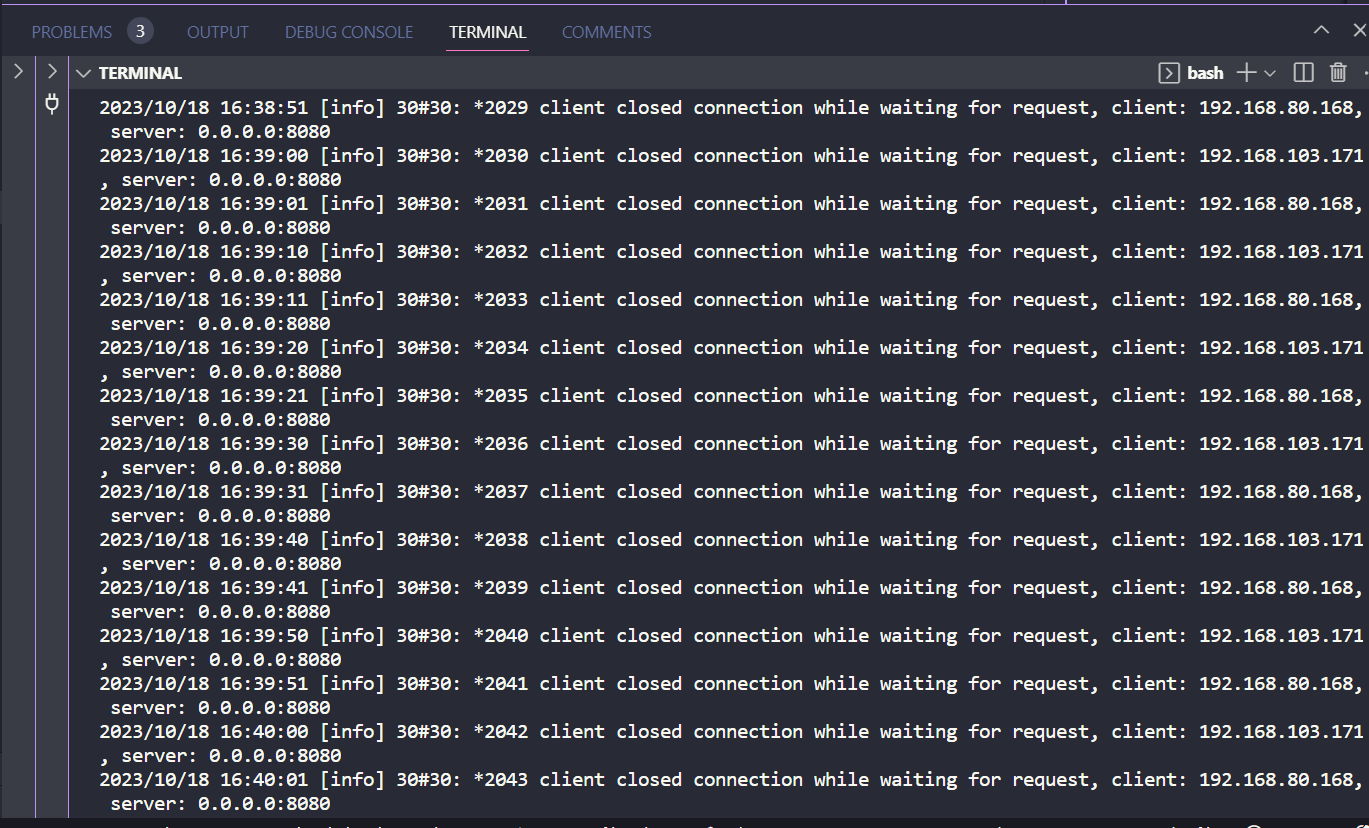 PROBLEMS 3 OUTPUT DEBUG CONSOLE TERMINAL COMMENTS
TERMINAL bash
2023/10/18 16:38:51 [info] 30#30: *2029 client closed connection while waiting for request, client: 192.168.80.168,
server: 0.0.0.0:8080
2023/10/18 16:39:00 [info] 30#30: *2030 client closed connection while waiting for request, client: 192.168.103.171
, server: 0.0.0.0:8080
2023/10/18 16:39:01 [info] 30#30: *2031 client closed connection while waiting for request, client: 192.168.80.168,
server: 0.0.0.0:8080
2023/10/18 16:39:10 [info] 30#30: *2032 client closed connection while waiting for request, client: 192.168.103.171
, server: 0.0.0.0:8080
2023/10/18 16:39:11 [info] 30#30: *2033 client closed connection while waiting for request, client: 192.168.80.168,
server: 0.0.0.0:8080
2023/10/18 16:39:20 [info] 30#30: *2034 client closed connection while waiting for request, client: 192.168.103.171
, server: 0.0.0.0:8080
2023/10/18 16:39:21 [info] 30#30: *2035 client closed connection while waiting for request, client: 192.168.80.168,
server: 0.0.0.0:8080
2023/10/18 16:39:30 [info] 30#30: *2036 client closed connection while waiting for request, client: 192.168.103.171
, server: 0.0.0.0:8080
2023/10/18 16:39:31 [info] 30#30: *2037 client closed connection while waiting for request, client: 192.168.80.168,
server: 0.0.0.0:8080
2023/10/18 16:39:40 [info] 30#30: *2038 client closed connection while waiting for request, client: 192.168.103.171
, server: 0.0.0.0:8080
2023/10/18 16:39:41 [info] 30#30: *2039 client closed connection while waiting for request, client: 192.168.80.168,
server: 0.0.0.0:8080
2023/10/18 16:39:50 [info] 30#30: *2040 client closed connection while waiting for request, client: 192.168.103.171
, server: 0.0.0.0:8080
2023/10/18 16:39:51 [info] 30#30: *2041 client closed connection while waiting for request, client: 192.168.80.168,
server: 0.0.0.0:8080
2023/10/18 16:40:00 [info] 30#30: *2042 client closed connection while waiting for request, client: 192.168.103.171
, server: 0.0.0.0:8080
2023/10/18 16:40:01 [info] 30#30: *2043 client closed connection while waiting for request, client: 192.168.80.168,
server: 0.0.0.0:8080